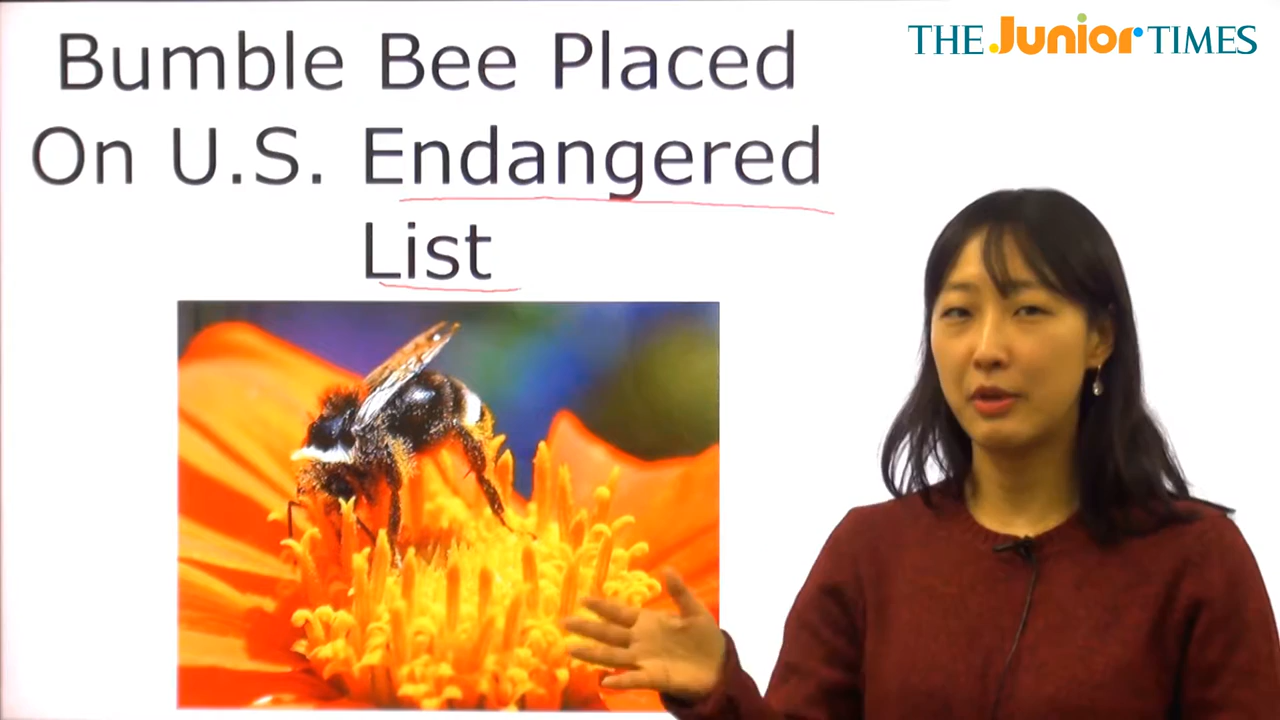 Bumble Bee Placed
On U.S. Endangered
List
THE Junior TIMES